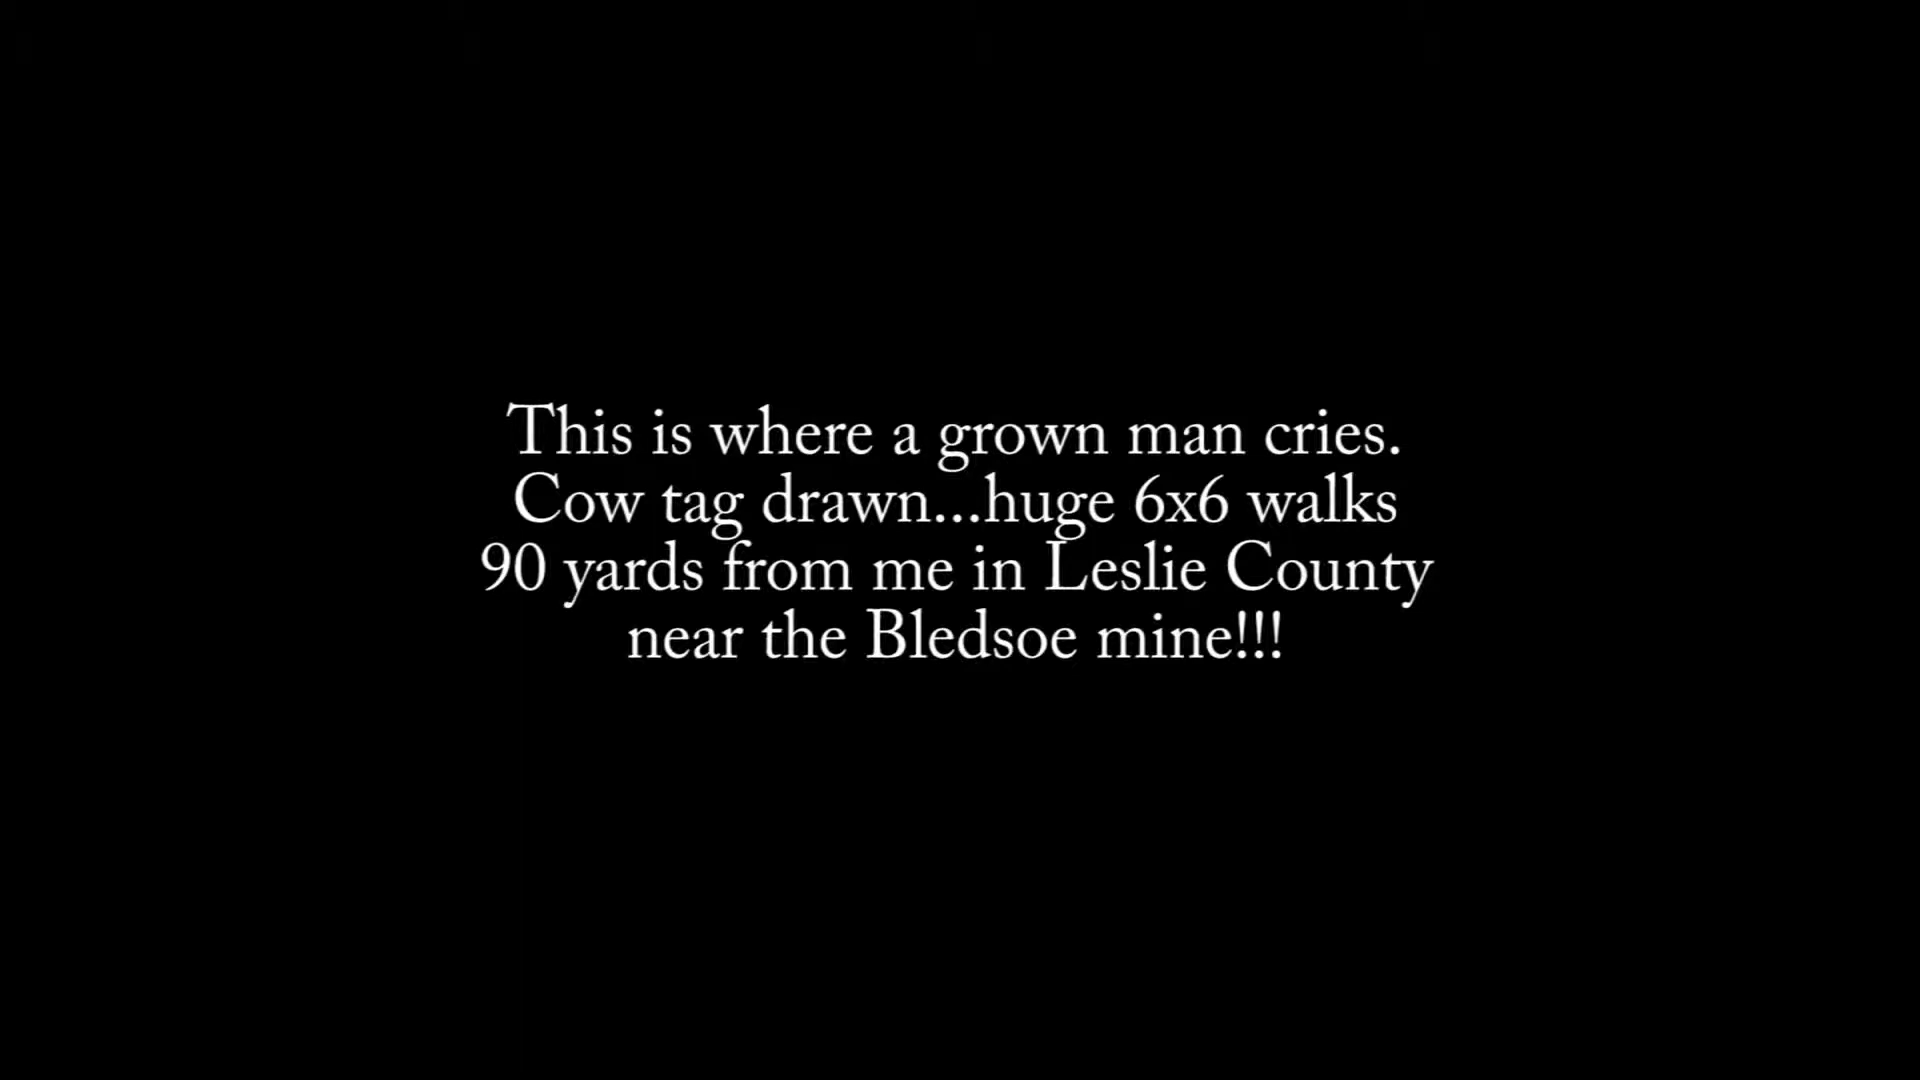 This is where a grown man cries.
Cow tag drawn...huge 6x6 walks
90 yards from me in Leslie County
near the Bledsoe mine!!!